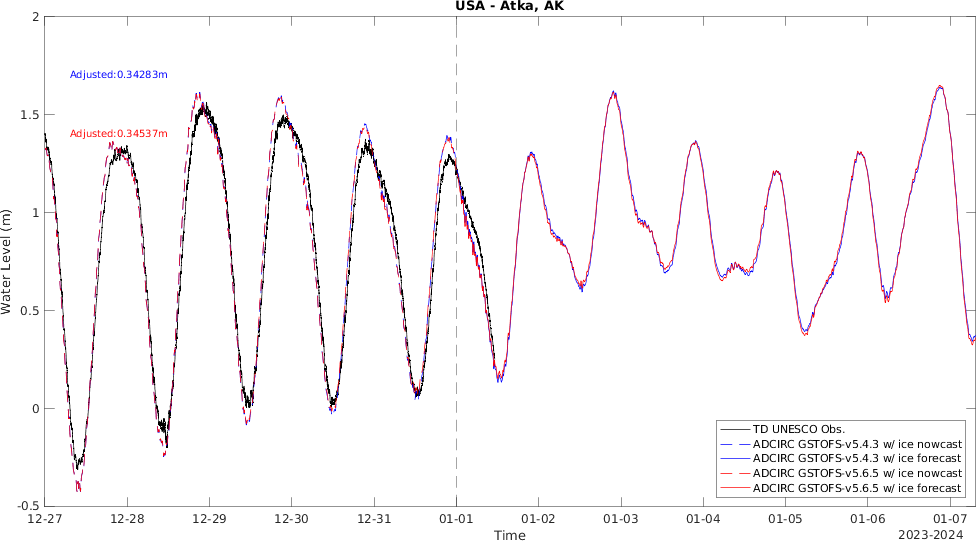 USA - Atka, AK
Adjusted:0.34283m
Adjusted:0.34537m
Water Level (m)
2
1.5
1
0.5
0
-0.5
12-27 12-28 12-29 12-30 12-31 01-01 01-02 01-03 01-04 01-05 01-06 01-07
Time
2023-2024
TD UNESCO Obs.
ADCIRC GSTOFS-v5.4.3 w/ ice nowcast
ADCIRC GSTOFS-v5.4.3 w/ ice forecast
ADCIRC GSTOFS-v5.6.5 w/ ice nowcast
ADCIRC GSTOFS-v5.6.5 w/ ice forecast